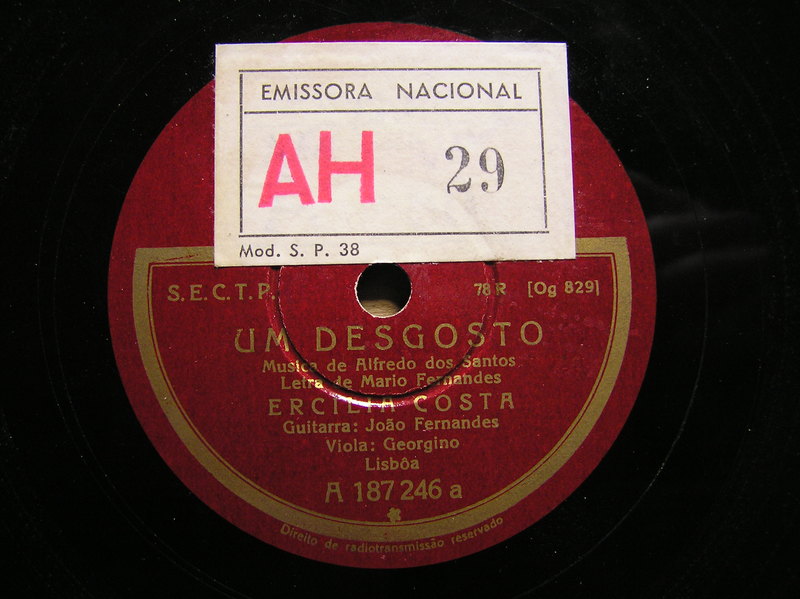 EMISSORA NACIONAL
AH 29
Mod. S. P. 38
S.E.C.T.P. 78 R [Og 829]
UM DESGOSTO
Musica de Alfredo dos Santos
Letra de Mario Fernandes
ERCILIA COSTA
Guitarra: João Fernandes
Viola: Georgino
Lisbôa
A 187 246 a
Direito de radiotransmissão reservado